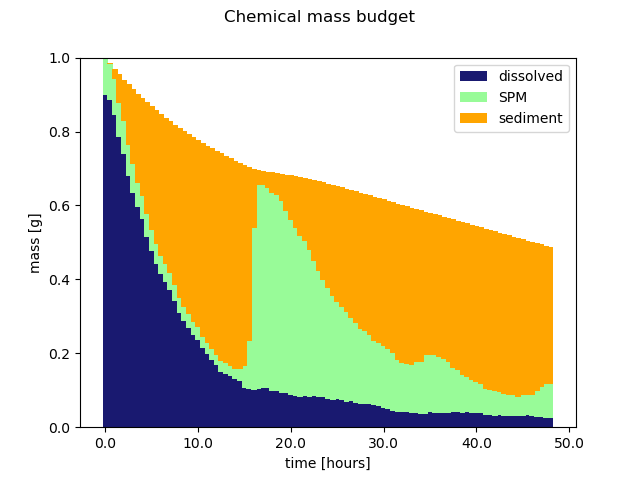 Chemical mass budget
1.0
0.8
0.6
0.4
0.2
0.0
mass [g]
dissolved
SPM
sediment
0.0 10.0 20.0 30.0 40.0 50.0
time [hours]